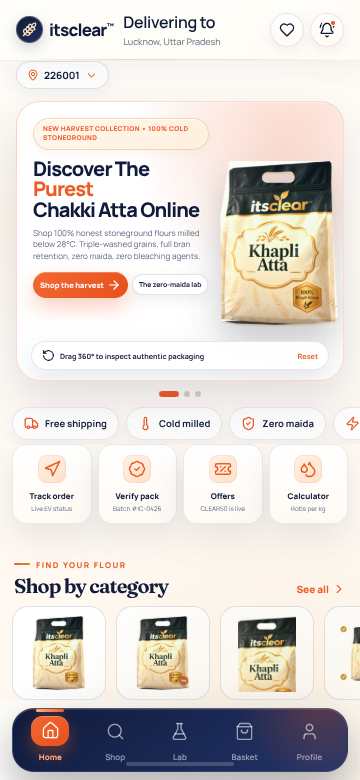 itsclear™
Delivering to
Lucknow, Uttar Pradesh
226001
NEW HARVEST COLLECTION • 100% COLD
STONEGROUND
Discover The
Purest
Chakki Atta Online
Shop 100% honest stoneground flours milled
below 28°C. Triple-washed grains, full bran
retention, zero maida, zero bleaching agents.
Shop the harvest
The zero-maida lab
itsclear
Khapli
Atta
100%
Drag 360° to inspect authentic packaging
Reset
Free shipping
Cold milled
Zero maida
Track order
Live EV status
Verify pack
Batch #IC-0426
Offers
CLEAR50 is live
Calculator
Rotis per kg
FIND YOUR FLOUR
Shop by category
See all
itsclear
Khapli
Atta
itsclear
Khapli
Atta
itsclear
Khapli
Atta
Home
Shop
Lab
Basket
Profile